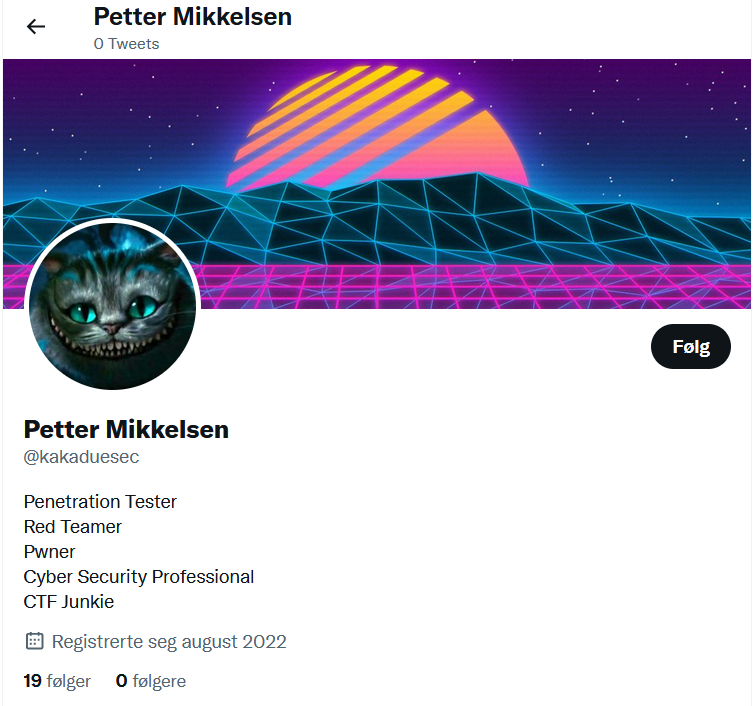 Petter Mikkelsen
0 Tweets
Følg
Petter Mikkelsen
@kakaduesec
Penetration Tester
Red Teamer
Pwner
Cyber Security Professional
CTF Junkie
Registrerte seg august 2022
19 følger 0 følgere